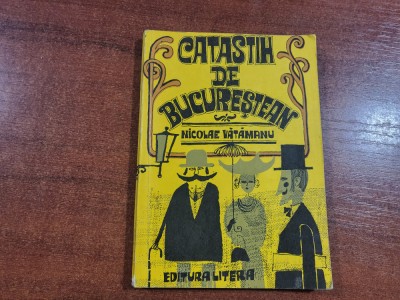 CATASTIH
DE
BUCUREȘTEAN
NICOLAE VĂTĂMANU
EDITURA LITERA